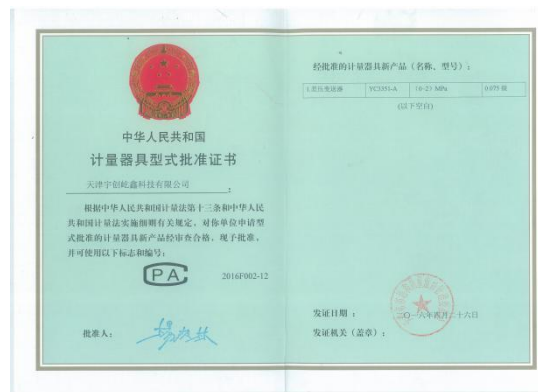 中华人民共和国
计量器具型式批准证书
天津宇创屹鑫科技有限公司 :
根据中华人民共和国计量法第十三条和中华人民
共和国计量法实施细则有关规定,对你单位申请型
式批准的计量器具新产品经审查合格,现予批准,
并可使用以下标志和编号:
CPA 2016F002-12
批准人:
经批准的计量器具新产品(名称、型号):
1.差压变送器 YC3351-A (0-2) MPa 0.075 级
(以下空白)
发证日期: 二〇一六年四月二十六日
发证机关(盖章):